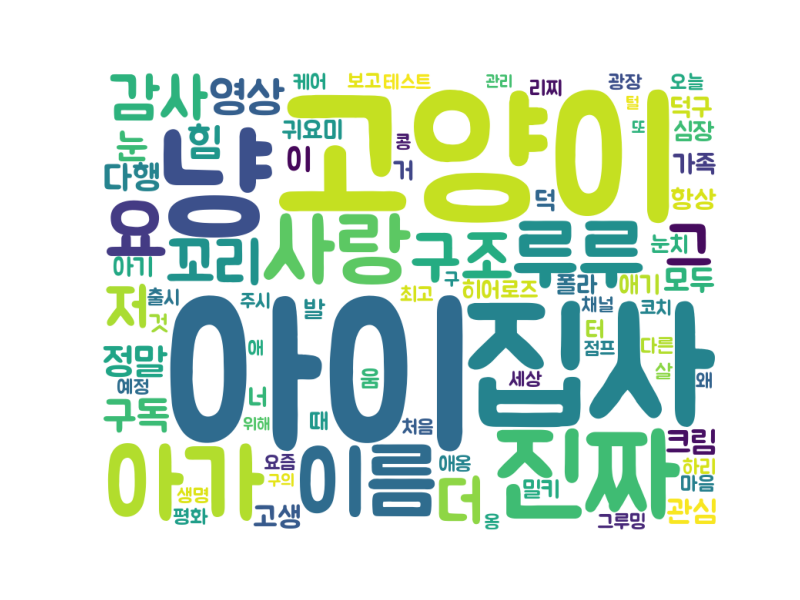 감사 영상 케어 보고 테스트 관리 리찌 광장 오늘
눈 힘 귀요미 콩 고양이 털 덕구
다행 냥 이 거 덕 또 심장
요 꼬리 사랑 구조 루루 가족 항상
아기 구 히어로즈 폴라 눈치 그
저 출시 주시 발 최고 채널 애기 모두
것 아이 집사 터 코치
정말 애 점프 다른
예정 너 움 세상 살 왜
구독 위해 때 처음 진짜 크림
아가 요즘 이름 애옹 하리
생명 구의 더 밀키 마음
평화 고생 옹 그루밍 관심